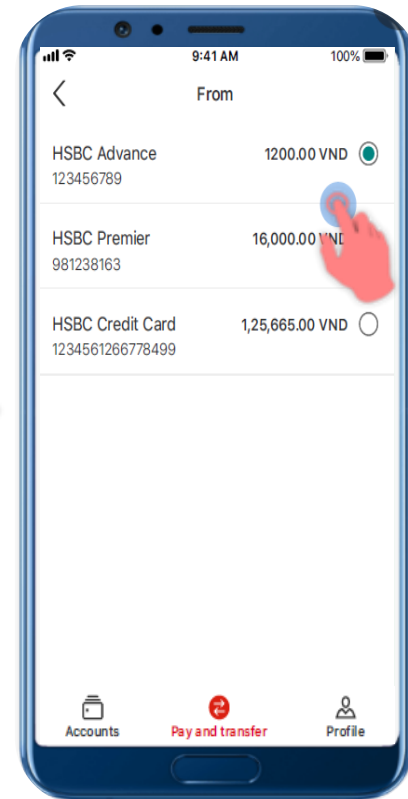 9:41 AM 100%
From
HSBC Advance 1200.00 VND
123456789
HSBC Premier 16,000.00 VND
981238163
HSBC Credit Card 1,25,665.00 VND
1234561266778499
Accounts Pay and transfer Profile